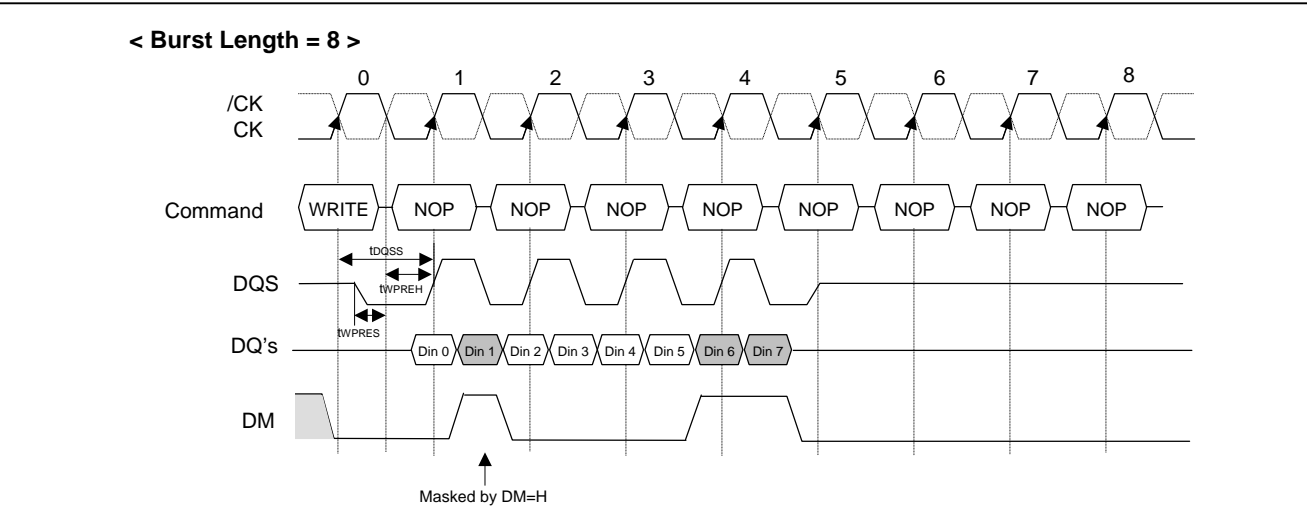 < Burst Length = 8 >
0 1 2 3 4 5 6 7 8
/CK
CK
Command WRITE NOP NOP NOP NOP NOP NOP NOP NOP
tDQSS
DQS
tWPREH
tWPRES
DQ's Din 0 Din 1 Din 2 Din 3 Din 4 Din 5 Din 6 Din 7
DM
Masked by DM=H